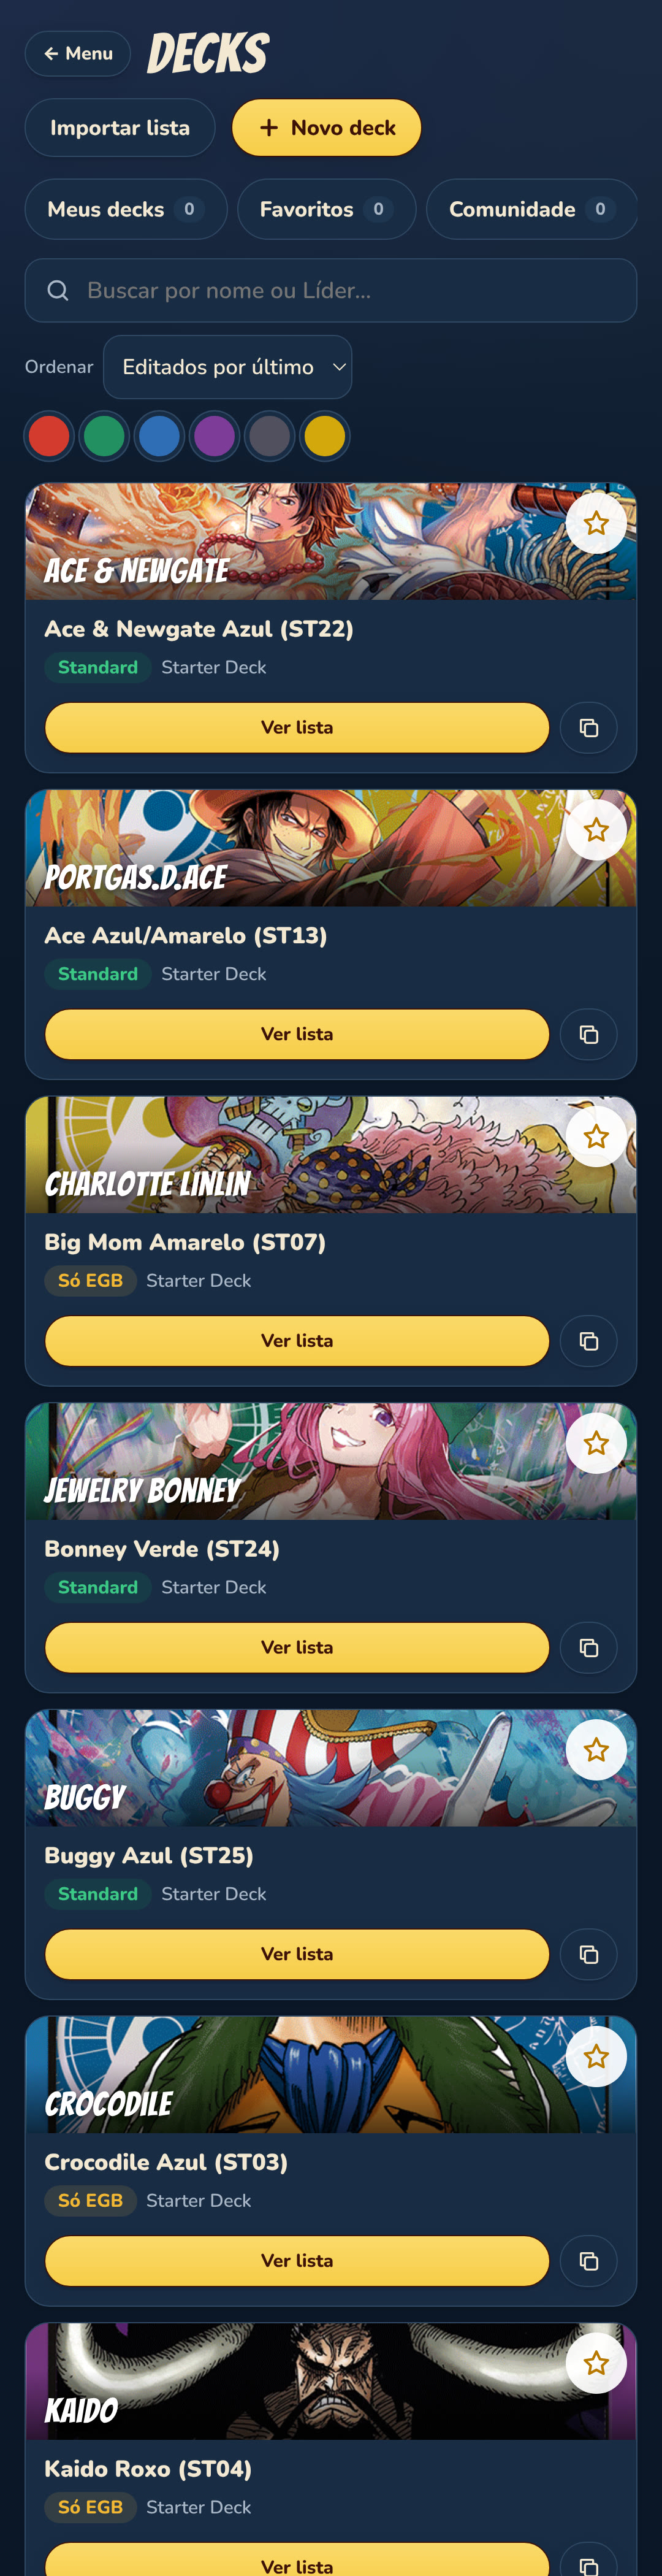 ← Menu
DECKS
Importar lista
+ Novo deck
Meus decks 0
Favoritos 0
Comunidade 0
Buscar por nome ou Líder...
Ordenar
Editados por último
ACE & NEWGATE
Ace & Newgate Azul (ST22)
Standard Starter Deck
Ver lista
PORTGAS.D.ACE
Ace Azul/Amarelo (ST13)
Standard Starter Deck
Ver lista
CHARLOTTE LINLIN
Big Mom Amarelo (ST07)
Só EGB Starter Deck
Ver lista
JEWELRY BONNEY
Bonney Verde (ST24)
Standard Starter Deck
Ver lista
BUGGY
Buggy Azul (ST25)
Standard Starter Deck
Ver lista
CROCODILE
Crocodile Azul (ST03)
Só EGB Starter Deck
Ver lista
KAIDO
Kaido Roxo (ST04)
Só EGB Starter Deck
Ver lista